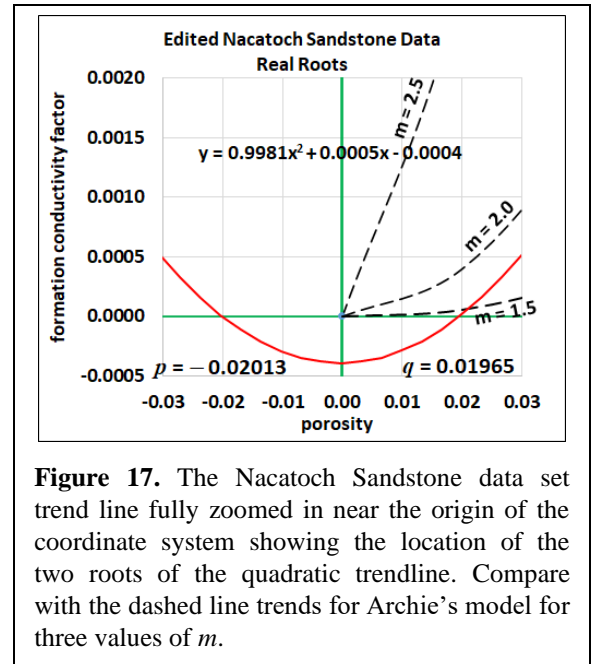 Edited Nacatoch Sandstone Data
Real Roots
formation conductivity factor
0.0020
0.0015
0.0010
0.0005
0.0000
-0.0005
y = 0.9981x² + 0.0005x - 0.0004
m = 2.5
m = 2.0
m = 1.5
p = − 0.02013
q = 0.01965
-0.03 -0.02 -0.01 0.00 0.01 0.02 0.03
porosity
Figure 17. The Nacatoch Sandstone data set
trend line fully zoomed in near the origin of the
coordinate system showing the location of the
two roots of the quadratic trendline. Compare
with the dashed line trends for Archie's model for
three values of m.